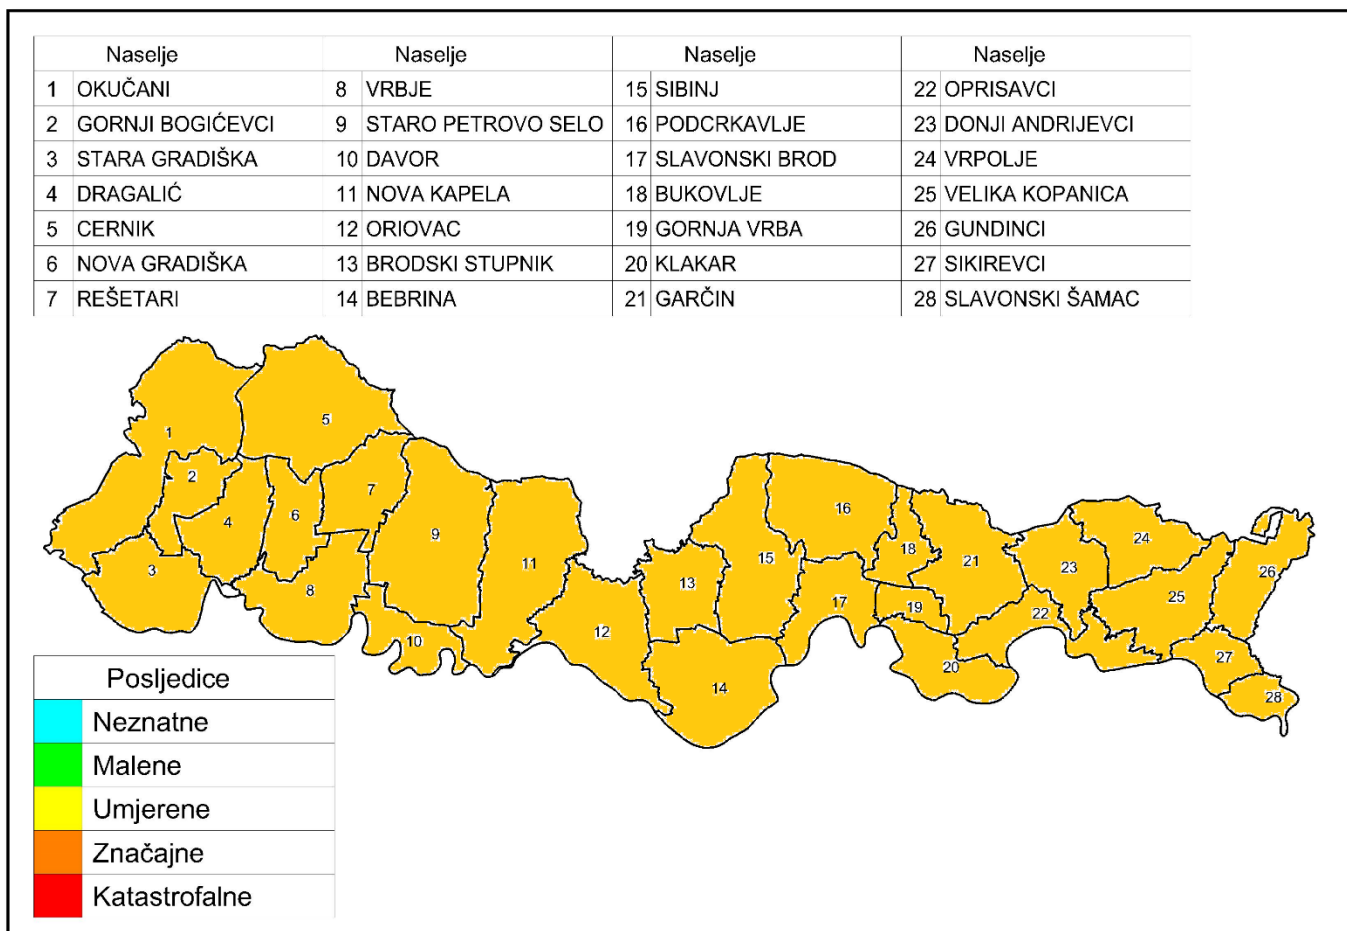 Naselje Naselje Naselje Naselje
1 OKUČANI 8 VRBJE 15 SIBINJ 22 OPRISAVCI
2 GORNJI BOGIĆEVCI 9 STARO PETROVO SELO 16 PODCRKAVLJE 23 DONJI ANDRIJEVCI
3 STARA GRADIŠKA 10 DAVOR 17 SLAVONSKI BROD 24 VRPOLJE
4 DRAGALIĆ 11 NOVA KAPELA 18 BUKOVLJE 25 VELIKA KOPANICA
5 CERNIK 12 ORIOVAC 19 GORNJA VRBA 26 GUNDINCI
6 NOVA GRADIŠKA 13 BRODSKI STUPNIK 20 KLAKAR 27 SIKIREVCI
7 REŠETARI 14 BEBRINA 21 GARČIN 28 SLAVONSKI ŠAMAC
1
5
2
7
4
6
9
3
8
11
10
12
13
15
16
18
21
14
17
19
20
22
23
24
25
26
27
28
Posljedice
Neznatne
Malene
Umjerene
Značajne
Katastrofalne